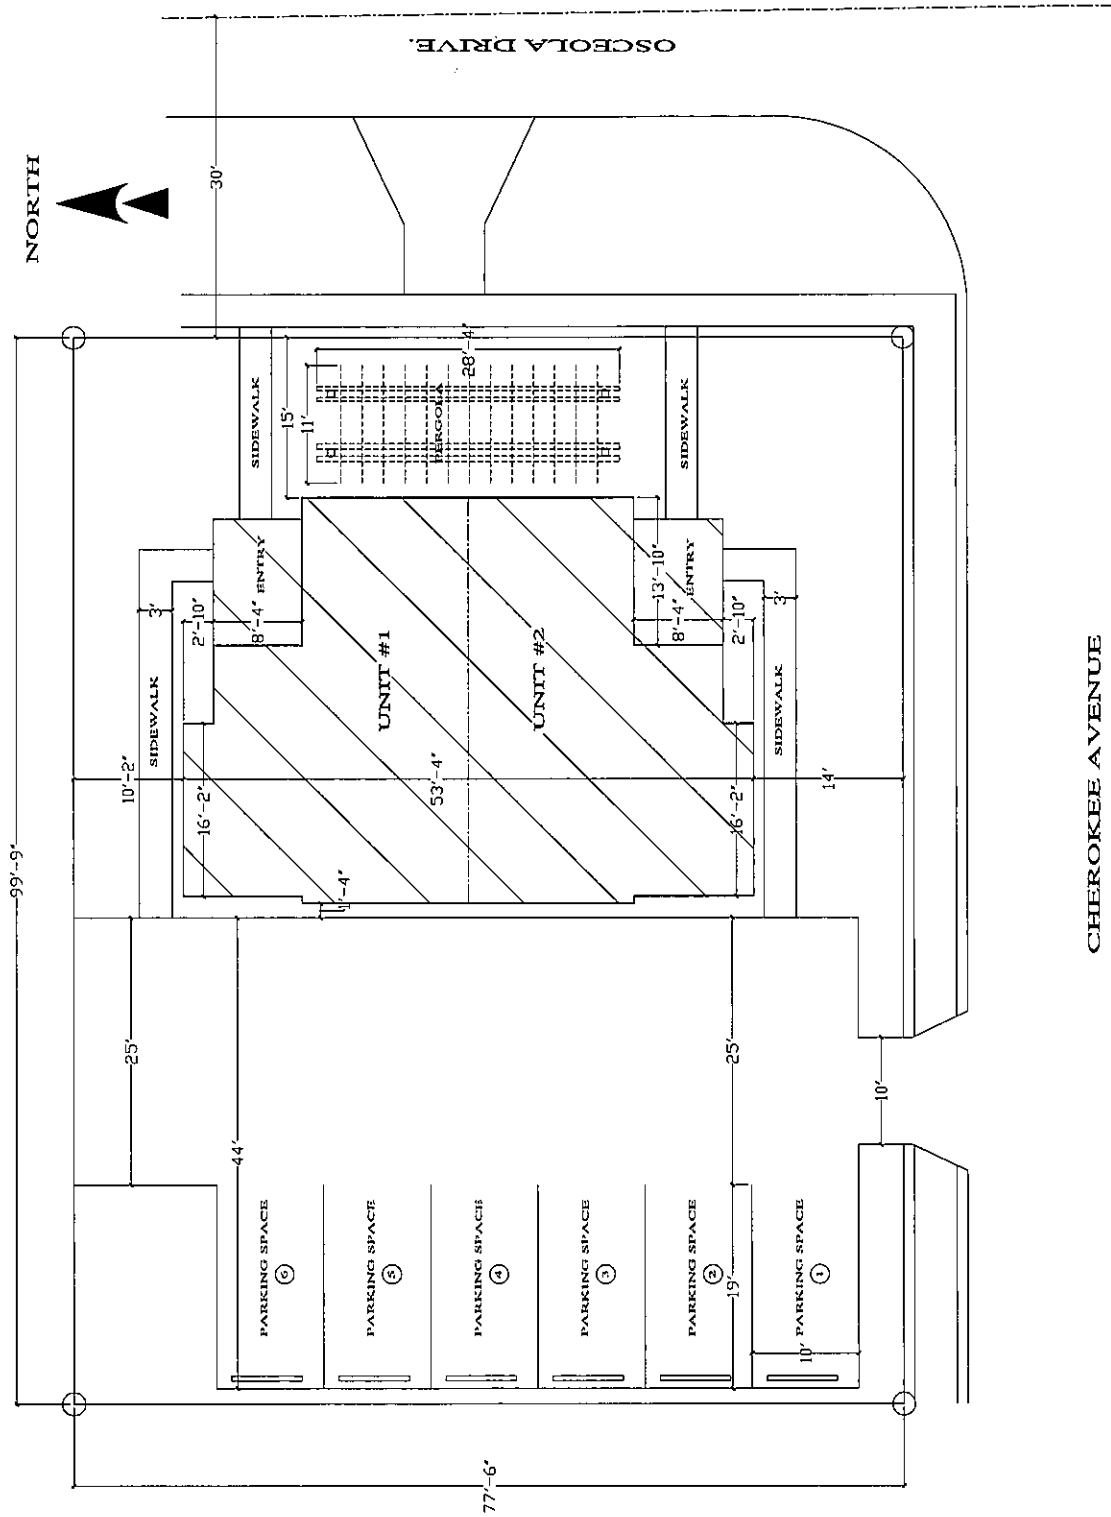 OSCEOLA DRIVE.
NORTH
30'
99'-9"
SIDEWALK
15'
11'
28'-4
PERGOLA
SIDEWALK
ENTRY
8'-4"
2'-10"
3'
13'-10"
ENTRY
8'-4"
2'-10"
3'
UNIT #1
UNIT #2
SIDEWALK
SIDEWALK
10'-2"
16'-2"
53'-4"
16'-2"
14'
CHEROKEE AVENUE
'-4"
25'
25'
10'
44'
PARKING SPACE
6
PARKING SPACE
5
PARKING SPACE
4
PARKING SPACE
3
PARKING SPACE
2
PARKING SPACE
1
19'
10'
77'-6"